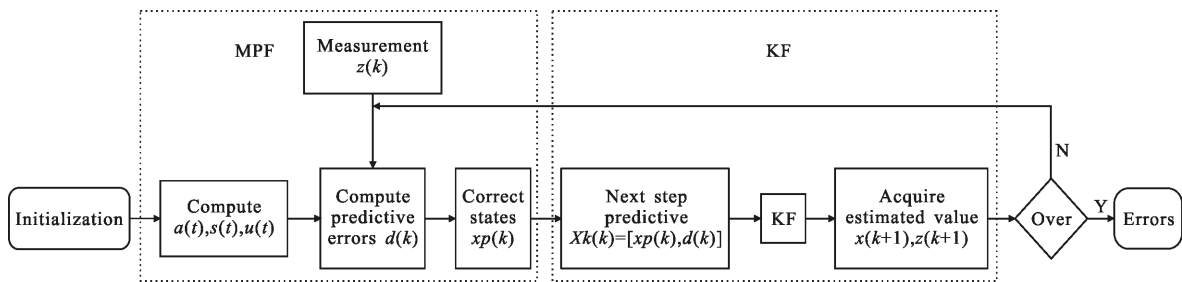 MPF
Measurement
z(k)
KF
Initialization
Compute
a(t),s(t),u(t)
Compute
predictive
errors d(k)
Correct
states
xp(k)
Next step
predictive
Xk(k)=[xp(k),d(k)]
KF
Acquire
estimated value
x(k+1),z(k+1)
N
Over
Y
Errors